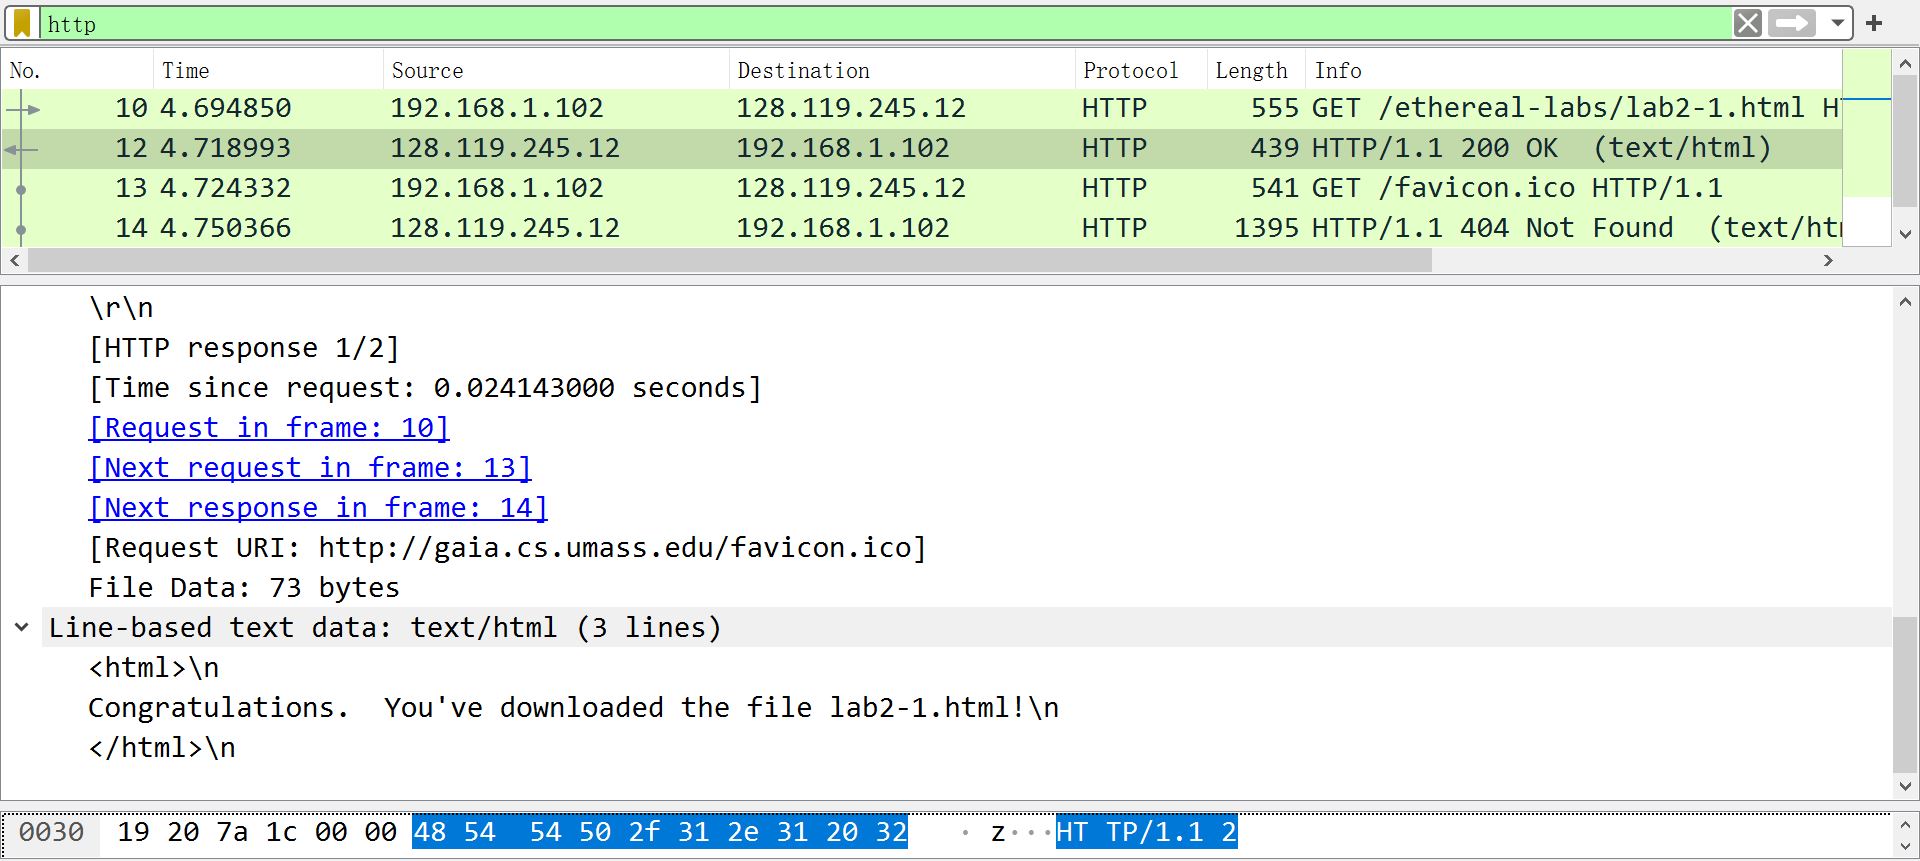 http
No. Time Source Destination Protocol Length Info
10 4.694850 192.168.1.102 128.119.245.12 HTTP 555 GET /ethereal-labs/lab2-1.html H
12 4.718993 128.119.245.12 192.168.1.102 HTTP 439 HTTP/1.1 200 OK  (text/html)
13 4.724332 192.168.1.102 128.119.245.12 HTTP 541 GET /favicon.ico HTTP/1.1
14 4.750366 128.119.245.12 192.168.1.102 HTTP 1395 HTTP/1.1 404 Not Found  (text/ht
\r\n
[HTTP response 1/2]
[Time since request: 0.024143000 seconds]
[Request in frame: 10]
[Next request in frame: 13]
[Next response in frame: 14]
[Request URI: http://gaia.cs.umass.edu/favicon.ico]
File Data: 73 bytes
Line-based text data: text/html (3 lines)
<html>\n
Congratulations.  You've downloaded the file lab2-1.html!\n
</html>\n
0030 19 20 7a 1c 00 00 48 54  54 50 2f 31 2e 31 20 32 · z···HT TP/1.1 2